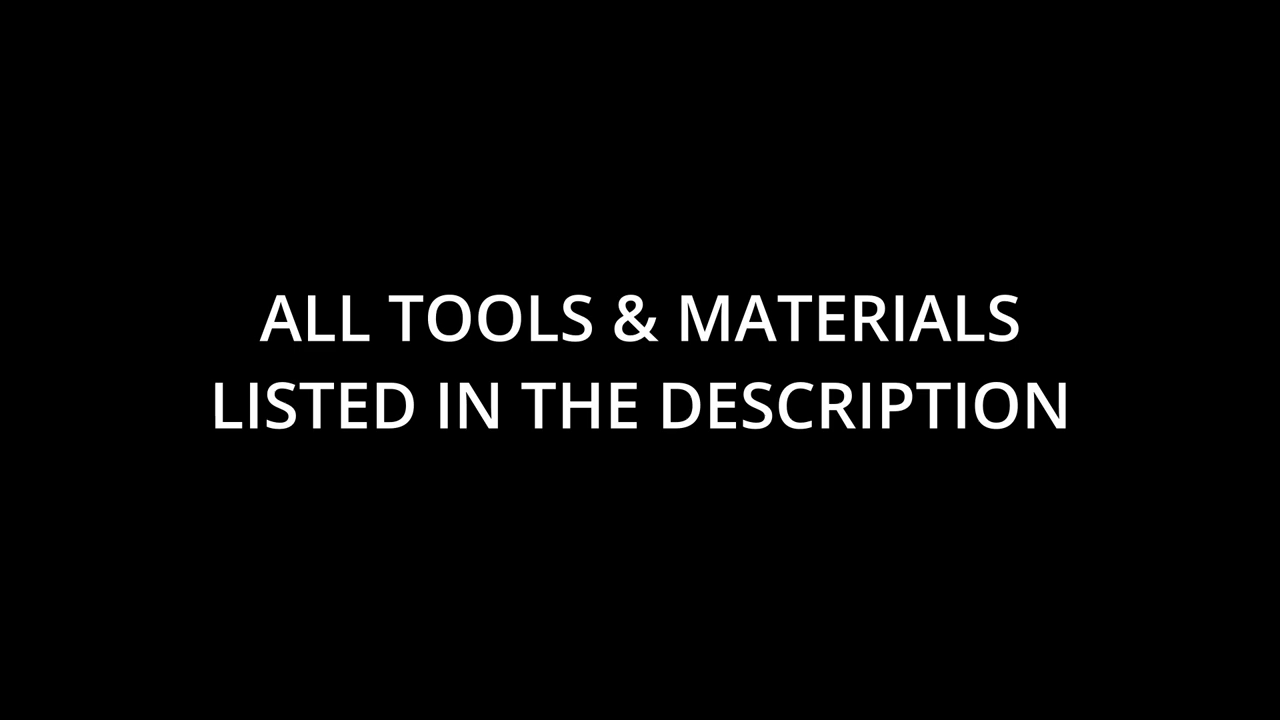 ALL TOOLS & MATERIALS
LISTED IN THE DESCRIPTION